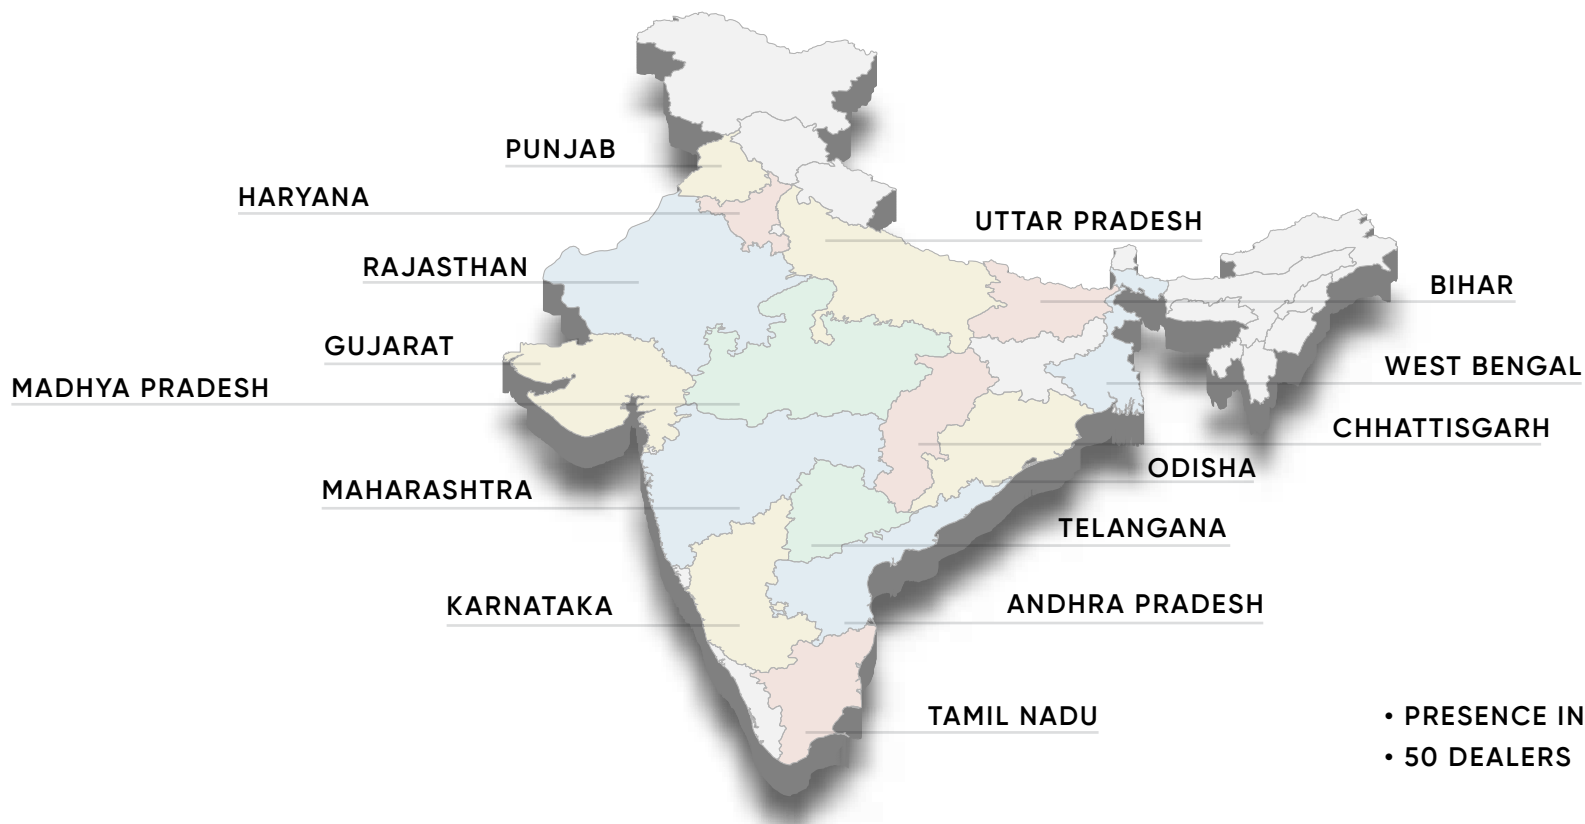 PUNJAB
HARYANA
UTTAR PRADESH
RAJASTHAN
BIHAR
GUJARAT
WEST BENGAL
MADHYA PRADESH
CHHATTISGARH
ODISHA
MAHARASHTRA
TELANGANA
KARNATAKA
ANDHRA PRADESH
TAMIL NADU
• PRESENCE IN
• 50 DEALERS